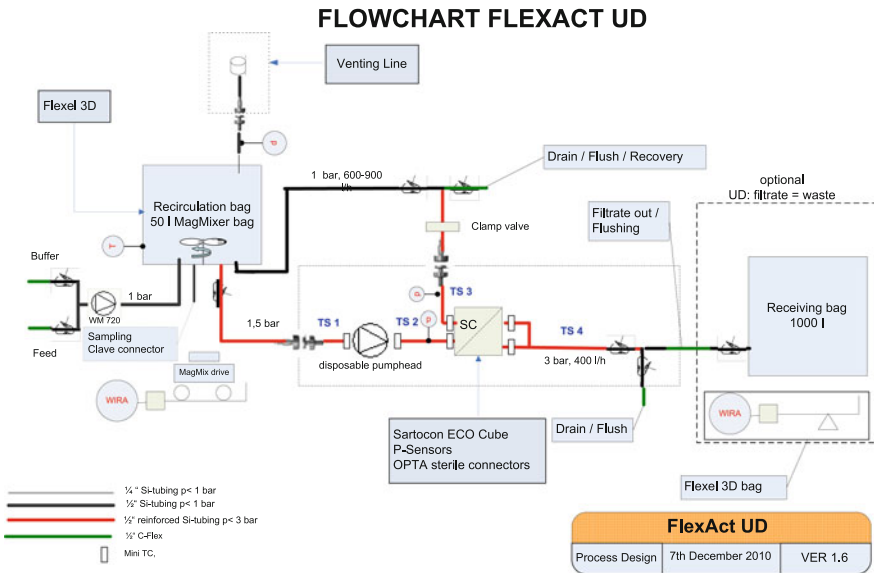 FLOWCHART FLEXACT UD
Venting Line
Flexel 3D
P
Drain / Flush / Recovery
1 bar, 600-900
l/h
optional
UD: filtrate = waste
Recirculation bag
50 l MagMixer bag
Filtrate out /
Flushing
Clamp valve
T
Buffer
P
TS 3
Receiving bag
1000 l
1 bar
WM 720
1,5 bar
TS 1
TS 2
P
SC
TS 4
Sampling
Clave connector
Feed
3 bar, 400 l/h
disposable pumphead
MagMix drive
WIRA
WIRA
Sartocon ECO Cube
P-Sensors
OPTA sterile connectors
Drain / Flush
Flexel 3D bag
¼ " Si-tubing p< 1 bar
½" Si-tubing p< 1 bar
½" reinforced Si-tubing p< 3 bar
½" C-Flex
Mini TC,
FlexAct UD
Process Design
7th December 2010
VER 1.6